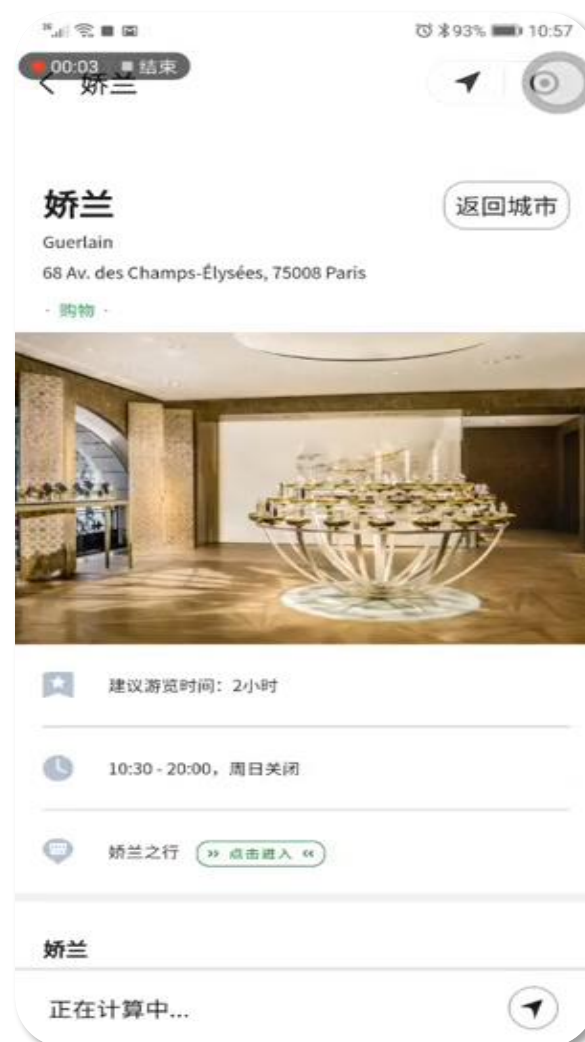 93% 10:57
00:03 结束
娇兰
娇兰
返回城市
Guerlain
68 Av. des Champs-Élysées, 75008 Paris
· 购物 ·
建议游览时间：2小时
10:30 - 20:00，周日关闭
娇兰之行 » 点击进入 «
娇兰
正在计算中...